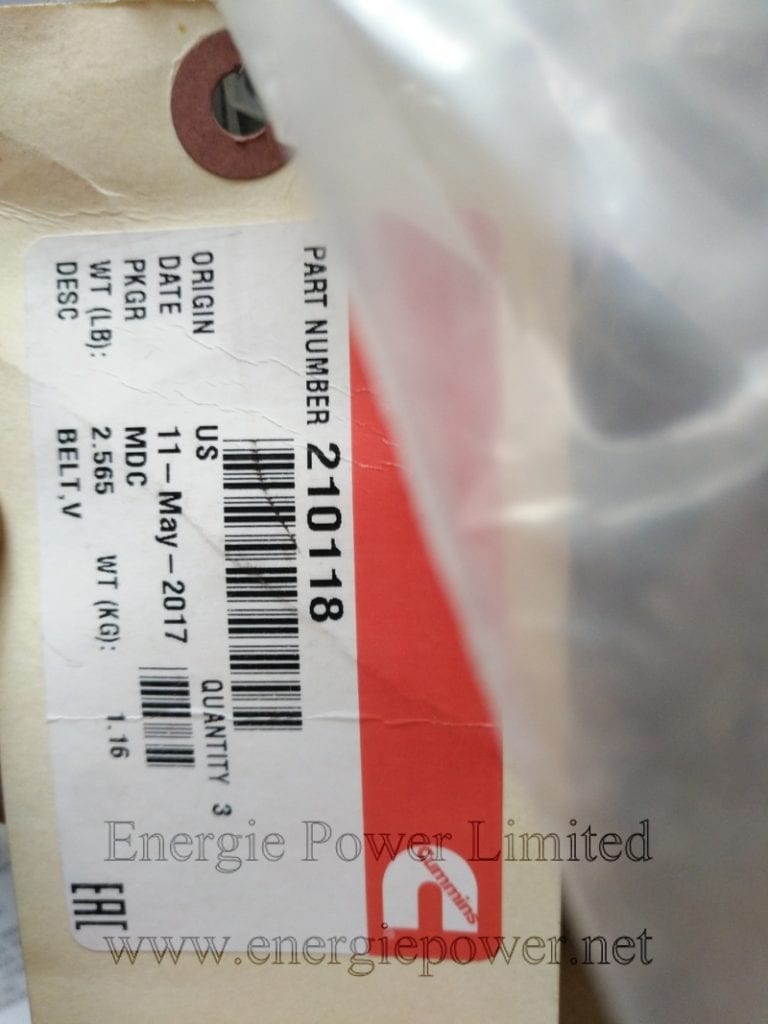 Cummins
PART NUMBER 210118
ORIGIN US QUANTITY 3
DATE 11-May-2017
PKGR MDC
WT (LB): 2.565 WT (KG): 1.16
DESC BELT,V
EAC
Energie Power Limited
www.energiepower.net